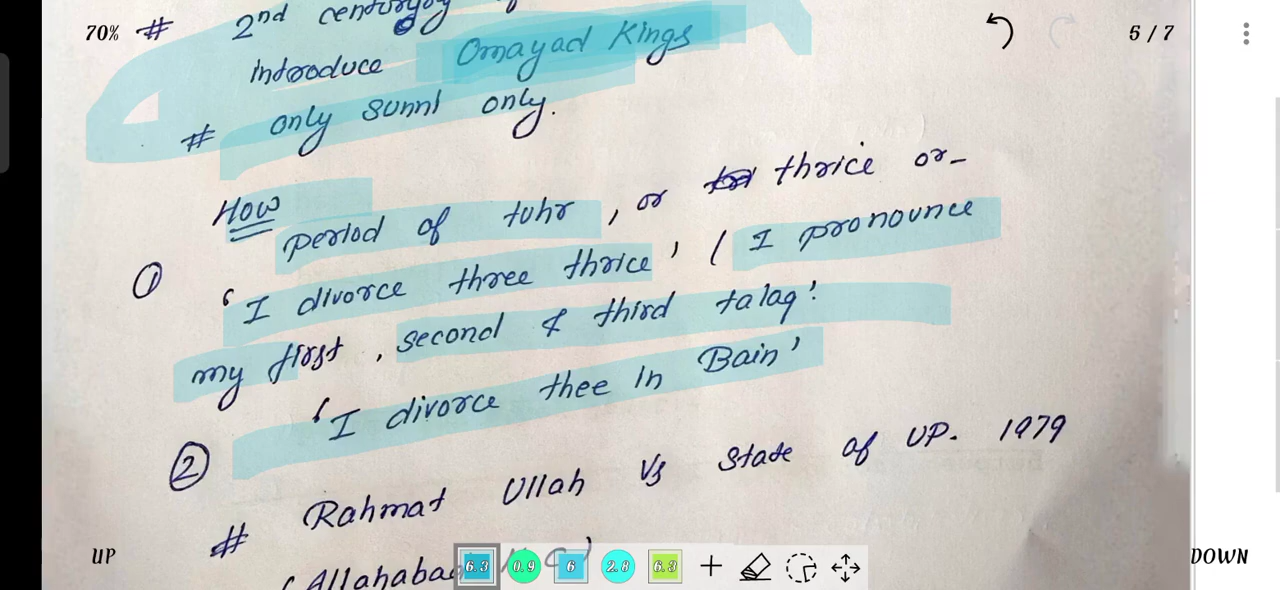 70%
# 2nd century
5 / 7
introduce Omayad Kings
# only sunni only.
How
period of tuhr, or thrice or-
① 'I divorce three thrice' ( I pronounce
my first, second & third talaq'.
'I divorce thee in Bain'
②
# Rahmat Ullah Vs State of UP. 1979
UP
DOWN
6.3 0.9 6 2.8 6.3